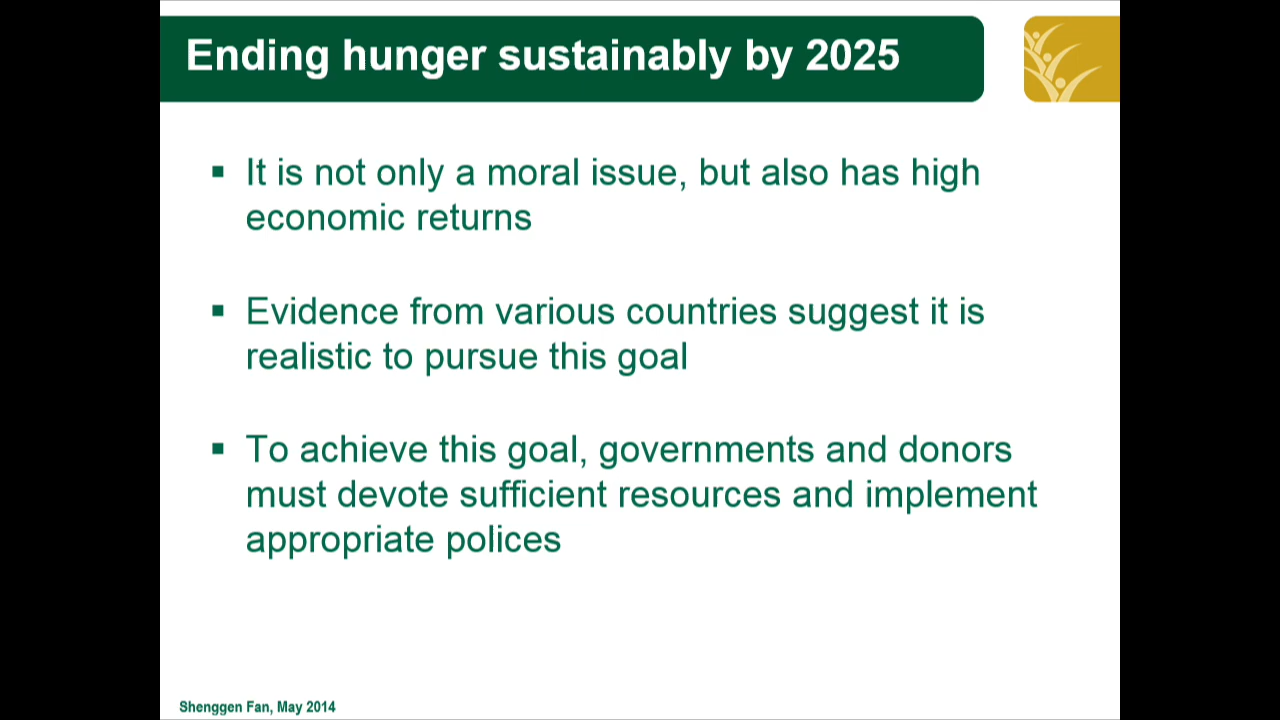 Ending hunger sustainably by 2025
▪ It is not only a moral issue, but also has high
economic returns
▪ Evidence from various countries suggest it is
realistic to pursue this goal
▪ To achieve this goal, governments and donors
must devote sufficient resources and implement
appropriate polices
Shenggen Fan, May 2014